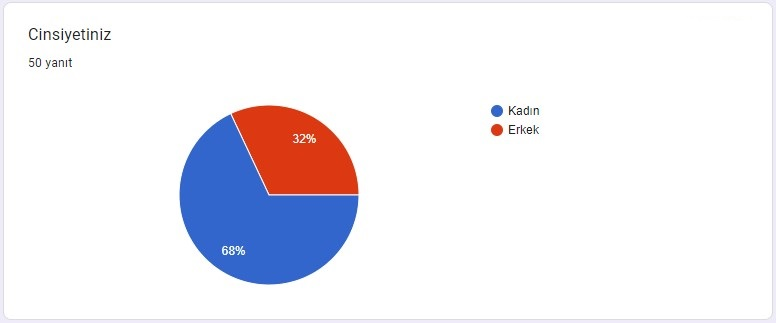 Cinsiyetiniz
50 yanıt
Kadın
Erkek
32%
68%